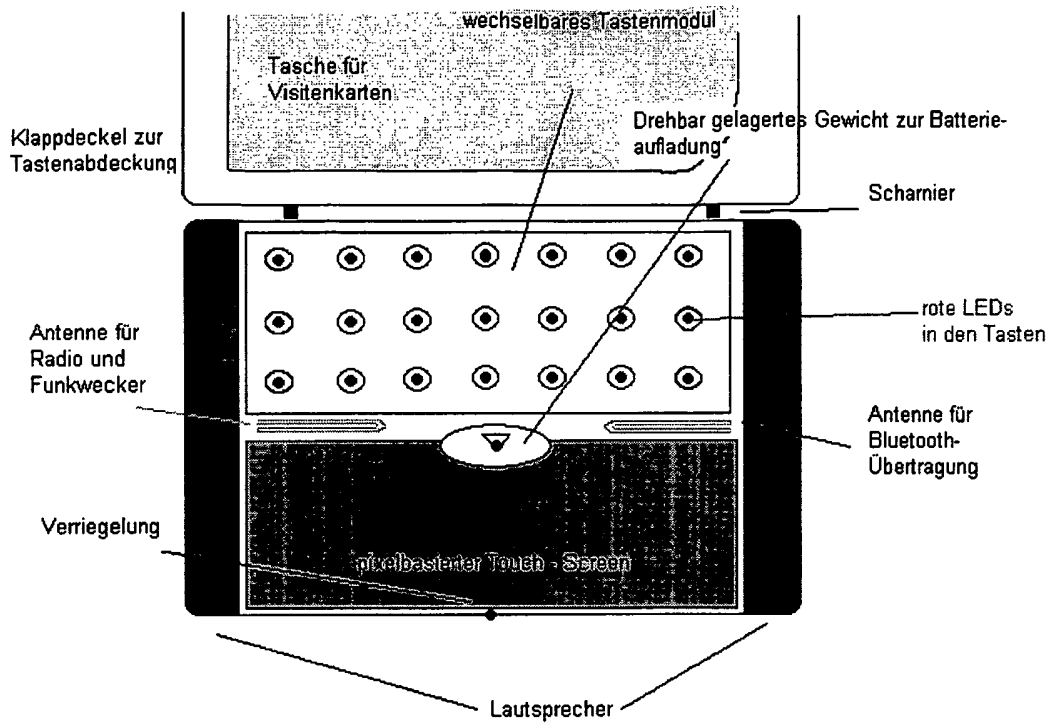 wechselbares Tastenmodul
Tasche für
Visitenkarten
Drehbar gelagertes Gewicht zur Batterie-
aufladung
Klappdeckel zur
Tastenabdeckung
Scharnier
rote LEDs
in den Tasten
Antenne für
Radio und
Funkwecker
Antenne für
Bluetooth-
Übertragung
Verriegelung
pixelbasierter Touch - Screen
Lautsprecher